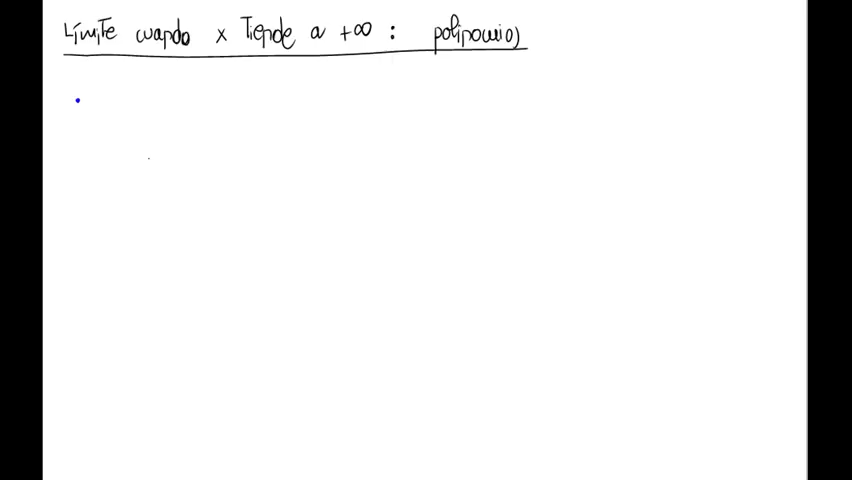 Límite cuando x Tiende a +∞ : polinomios